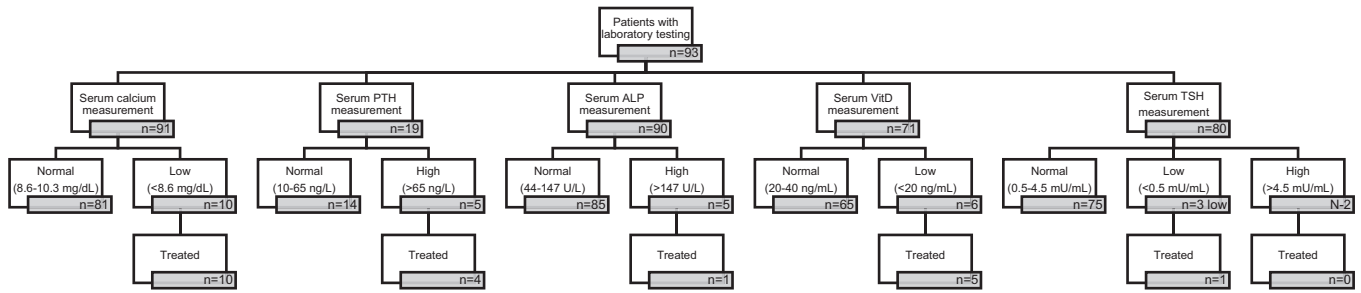 Patients with
laboratory testing
n=93
Serum calcium
measurement
n=91
Serum PTH
measurement
n=19
Serum ALP
measurement
n=90
Serum VitD
measurement
n=71
Serum TSH
measurement
n=80
Normal
(8.6-10.3 mg/dL)
n=81
Low
(<8.6 mg/dL)
n=10
Normal
(10-65 ng/L)
n=14
High
(>65 ng/L)
n=5
Normal
(44-147 U/L)
n=85
High
(>147 U/L)
n=5
Normal
(20-40 ng/mL)
n=65
Low
(<20 ng/mL)
n=6
Normal
(0.5-4.5 mU/mL)
n=75
Low
(<0.5 mU/mL)
n=3 low
High
(>4.5 mU/mL)
N-2
Treated
n=10
Treated
n=4
Treated
n=1
Treated
n=5
Treated
n=1
Treated
n=0